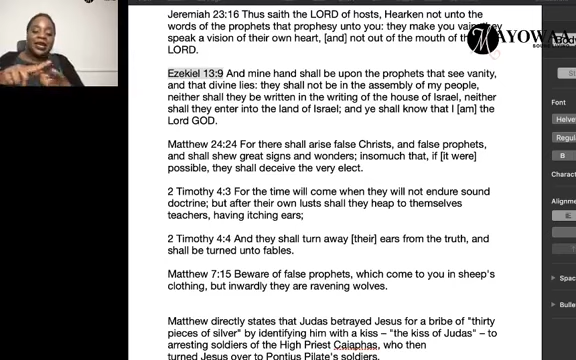 Jeremiah 23:16 Thus saith the LORD of hosts, Hearken not unto the
words of the prophets that prophesy unto you: they make you vain: they
speak a vision of their own heart, [and] not out of the mouth of the
LORD.
MAYOWA
Ezekiel 13:9 And mine hand shall be upon the prophets that see vanity,
and that divine lies: they shall not be in the assembly of my people,
neither shall they be written in the writing of the house of Israel, neither
shall they enter into the land of Israel; and ye shall know that I [am] the
Lord GOD.
Matthew 24:24 For there shall arise false Christs, and false prophets,
and shall shew great signs and wonders; insomuch that, if [it were]
possible, they shall deceive the very elect.
2 Timothy 4:3 For the time will come when they will not endure sound
doctrine; but after their own lusts shall they heap to themselves
teachers, having itching ears;
2 Timothy 4:4 And they shall turn away [their] ears from the truth, and
shall be turned unto fables.
Matthew 7:15 Beware of false prophets, which come to you in sheep's
clothing, but inwardly they are ravening wolves.
Matthew directly states that Judas betrayed Jesus for a bribe of "thirty
pieces of silver" by identifying him with a kiss – "the kiss of Judas" – to
arresting soldiers of the High Priest Caiaphas, who then
turned Jesus over to Pontius Pilate's soldiers.
Font
Helve
Regul
B
Charac
Alignme
Spac
Bulle